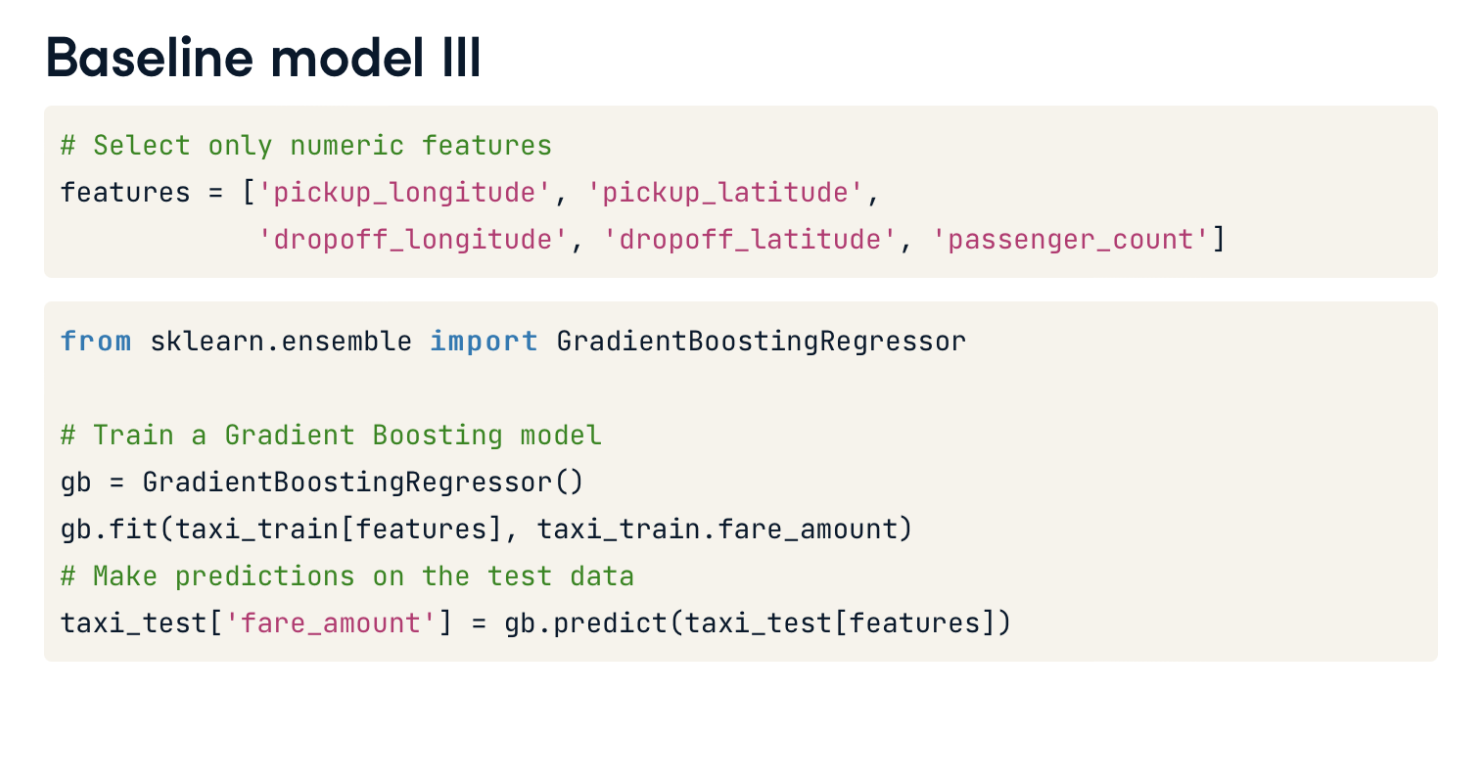 Baseline model III
# Select only numeric features
features = ['pickup_longitude', 'pickup_latitude',
            'dropoff_longitude', 'dropoff_latitude', 'passenger_count']
from sklearn.ensemble import GradientBoostingRegressor
# Train a Gradient Boosting model
gb = GradientBoostingRegressor()
gb.fit(taxi_train[features], taxi_train.fare_amount)
# Make predictions on the test data
taxi_test['fare_amount'] = gb.predict(taxi_test[features])